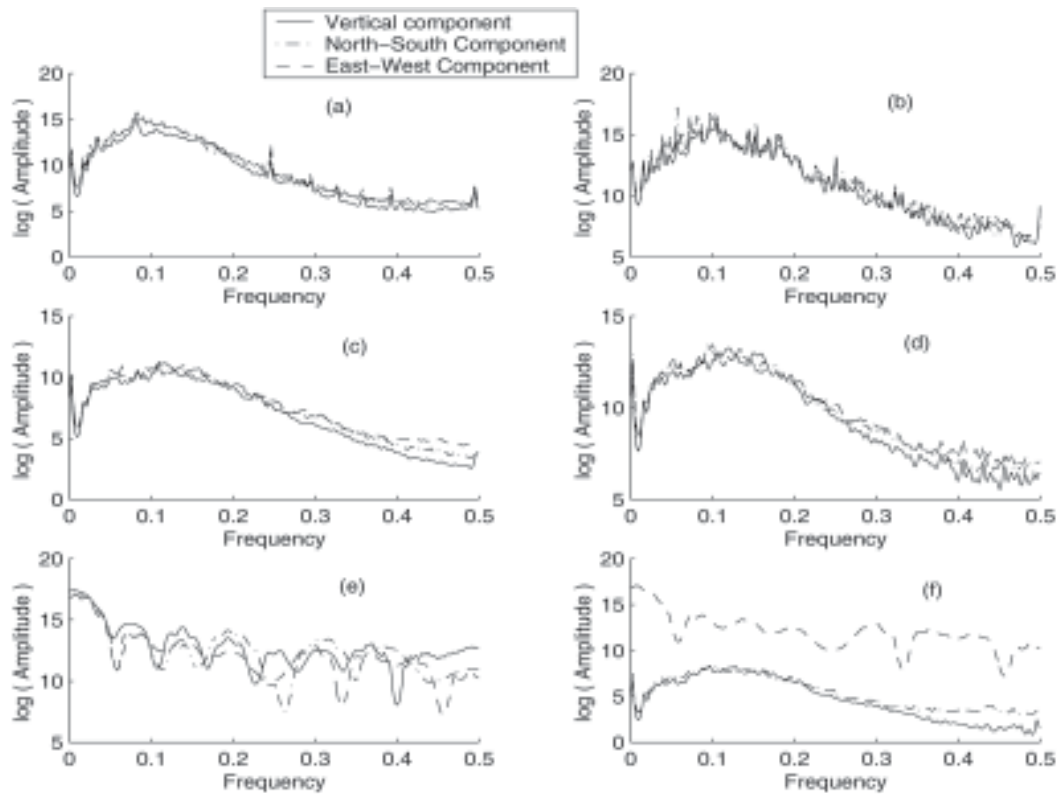 Vertical component
North-South Component
East-West Component
20
15
10
5
0
log ( Amplitude )
(a)
0 0.1 0.2 0.3 0.4 0.5
Frequency
20
15
10
5
log ( Amplitude )
(b)
0 0.1 0.2 0.3 0.4 0.5
Frequency
15
10
5
0
log ( Amplitude )
(c)
0 0.1 0.2 0.3 0.4 0.5
Frequency
15
10
5
log ( Amplitude )
(d)
0 0.1 0.2 0.3 0.4 0.5
Frequency
20
15
10
5
log ( Amplitude )
(e)
0 0.1 0.2 0.3 0.4 0.5
Frequency
20
15
10
5
0
log ( Amplitude )
(f)
0 0.1 0.2 0.3 0.4 0.5
Frequency